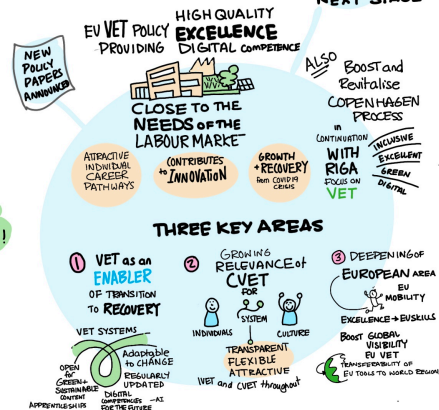 NEXT STAGE
NEW
POLICY
PAPERS
ANNOUNCED
HIGH QUALITY
EU VET POLICY EXCELLENCE
PROVIDING DIGITAL COMPETENCE
CLOSE TO THE
NEEDS OF THE
LABOUR MARKET
ATTRACTIVE
INDIVIDUAL
CAREER
PATHWAYS
CONTRIBUTES
to INNOVATION
GROWTH
+ RECOVERY
from COVID19
CRISIS
ALSO
BOOST and
Revitalise
COPENHAGEN
PROCESS
in
CONTINUATION
WITH
RIGA
FOCUS ON
VET
INCLUSIVE
EXCELLENT
GREEN
DIGITAL
!
THREE KEY AREAS
1 VET as an
ENABLER
OF TRANSITION
to RECOVERY
VET SYSTEMS
Adaptable
to CHANGE
REGULARLY
UPDATED
DIGITAL
COMPETENCIES - AI
FOR THE FUTURE
OPEN
for
GREEN +
SUSTAINABLE
CONTENT
APPRENTICESHIPS
2 GROWING
RELEVANCE of
CVET
FOR
INDIVIDUALS
SYSTEM
CULTURE
TRANSPARENT
FLEXIBLE
ATTRACTIVE
IVET and CVET throughout
3 DEEPENING OF
EUROPEAN AREA
EU
MOBILITY
EXCELLENCE → EUSKILLS
BOOST GLOBAL
VISIBILITY
EU VET
TRANSFERABILITY OF
EU TOOLS TO WORLD REGION